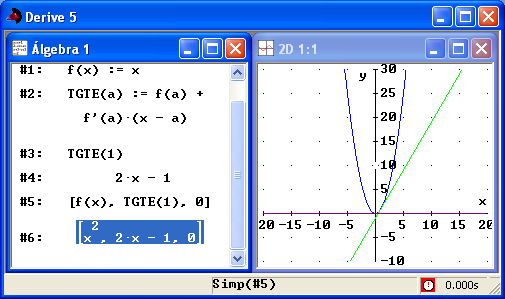 Derive 5
Álgebra 1
#1: f(x) := x
#2: TGTE(a) := f(a) +
f'(a)·(x - a)
#3: TGTE(1)
#4: 2·x - 1
#5: [f(x), TGTE(1), 0]
#6: [x², 2·x - 1, 0]
2D 1:1
y
30
25
20
15
10
5
x
20 -15 -10 -5 5 10 15 20
-5
-10
Simp(#5)
0.000s